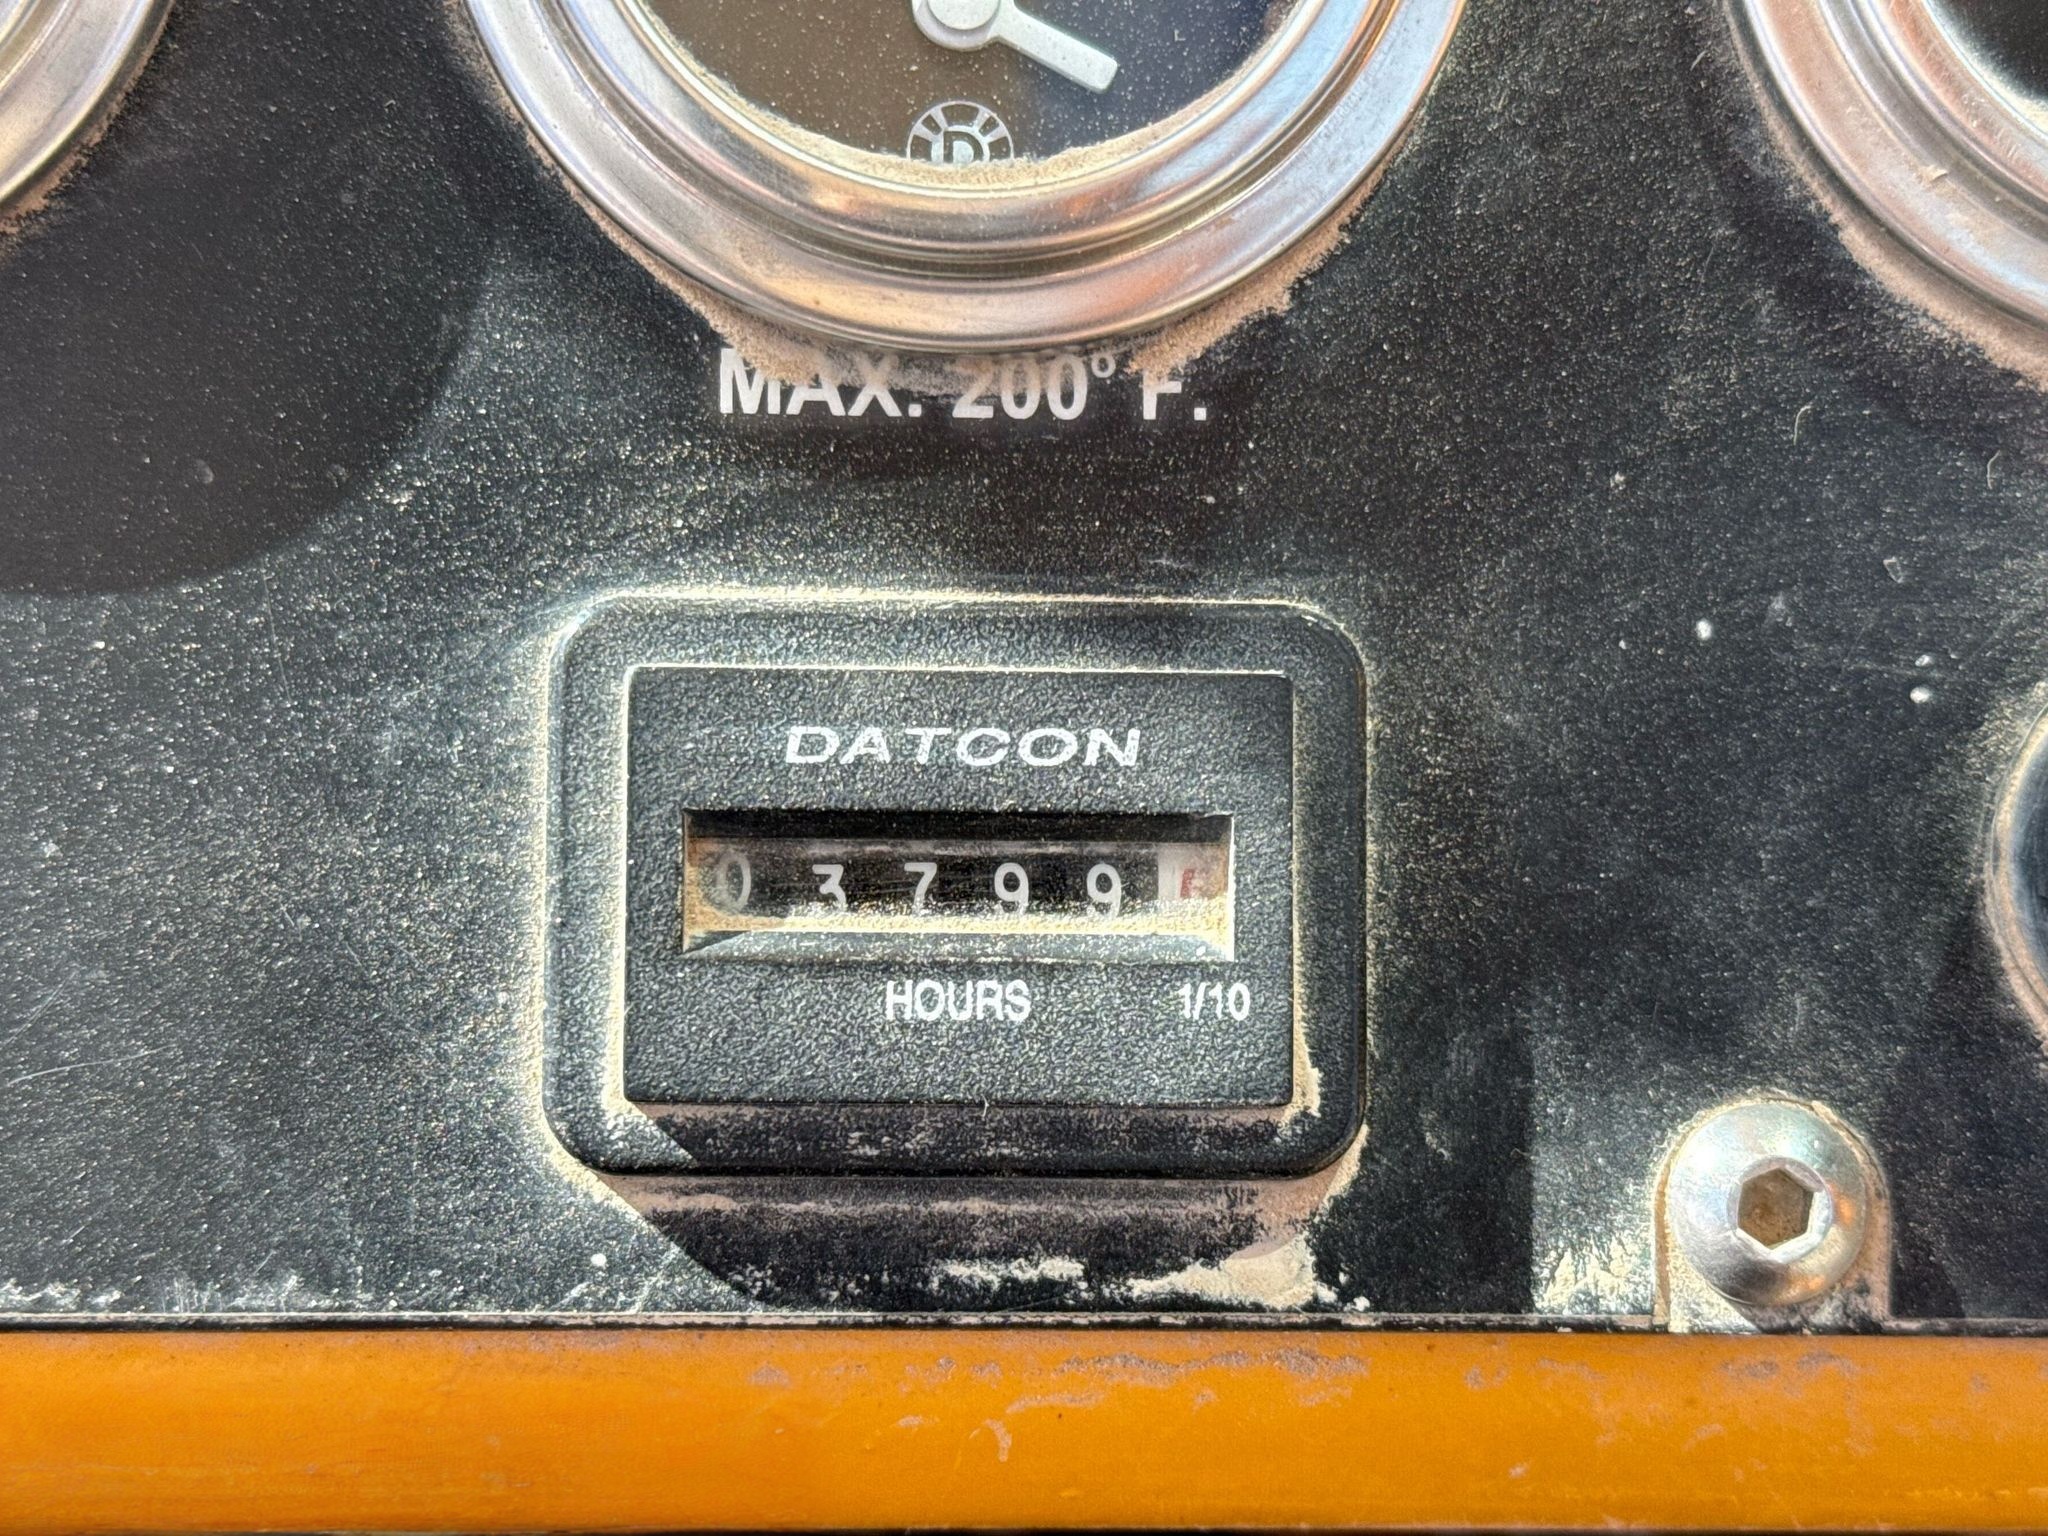 D
MAX. 200° F.
DATCON
03799
HOURS 1/10